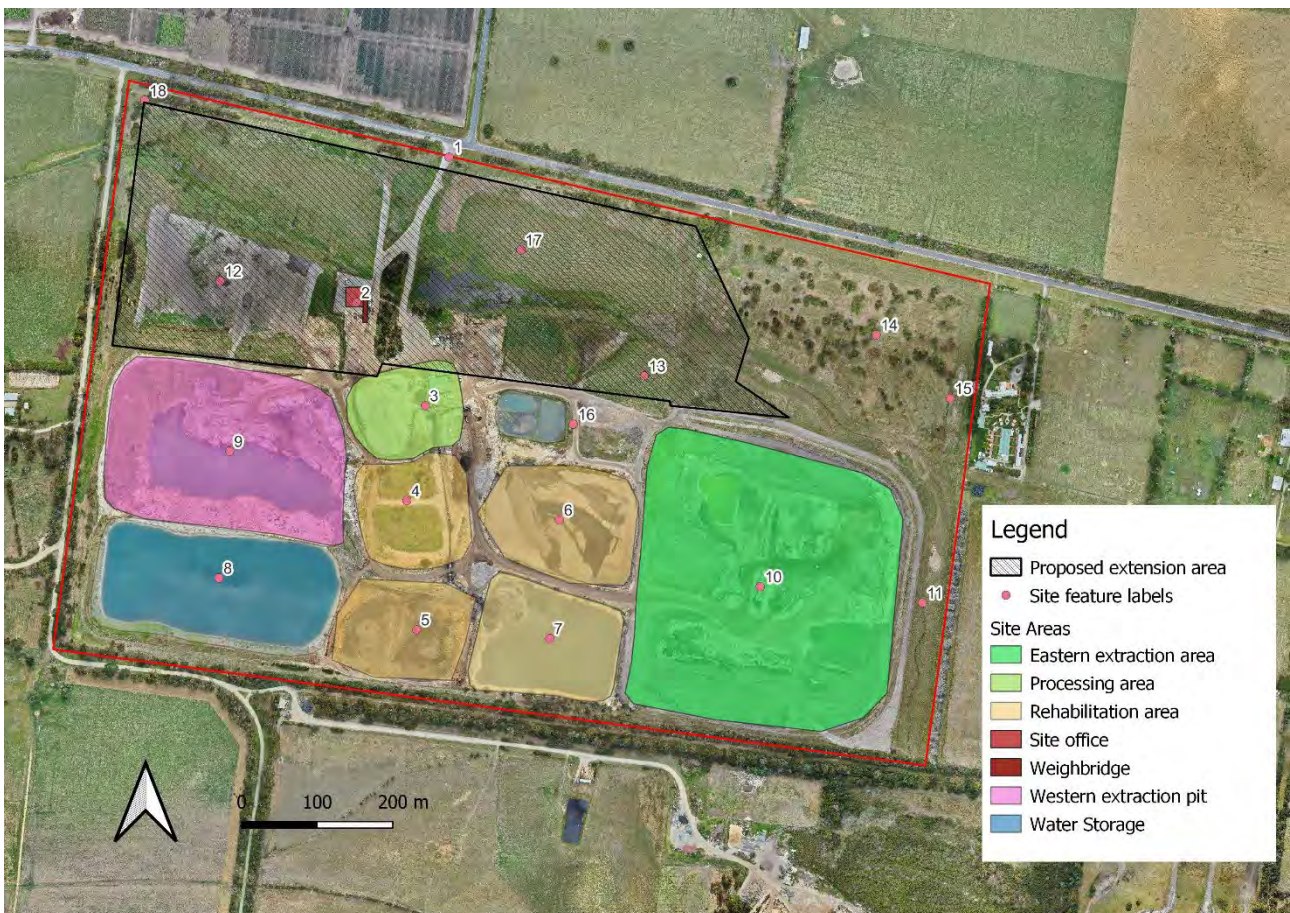 18
1
17
12
2
14
13
15
3
16
9
4
6
8
10
11
5
7
0 100 200 m
Legend
Proposed extension area
Site feature labels
Site Areas
Eastern extraction area
Processing area
Rehabilitation area
Site office
Weighbridge
Western extraction pit
Water Storage